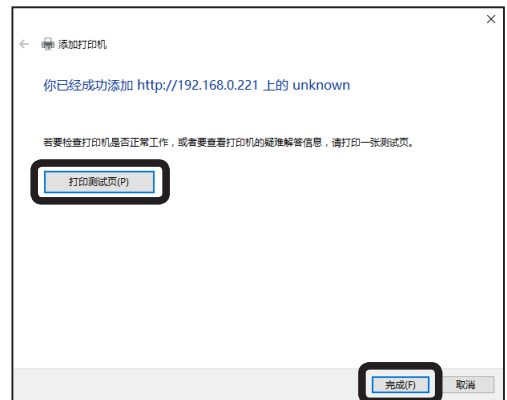 添加打印机
你已经成功添加 http://192.168.0.221 上的 unknown
若要检查打印机是否正常工作，或者要查看打印机的疑难解答信息，请打印一张测试页。
打印测试页(P)
完成(F) 取消